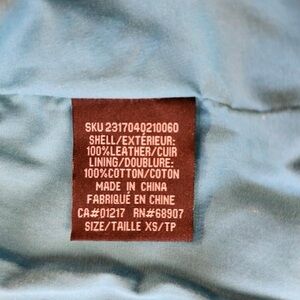 SKU 2317040210060
SHELL/EXTÉRIEUR:
100%LEATHER/CUIR
LINING/DOUBLURE:
100%COTTON/COTON
MADE IN CHINA
FABRIQUÉ EN CHINE
CA#01217 RN#68907
SIZE/TAILLE XS/TP